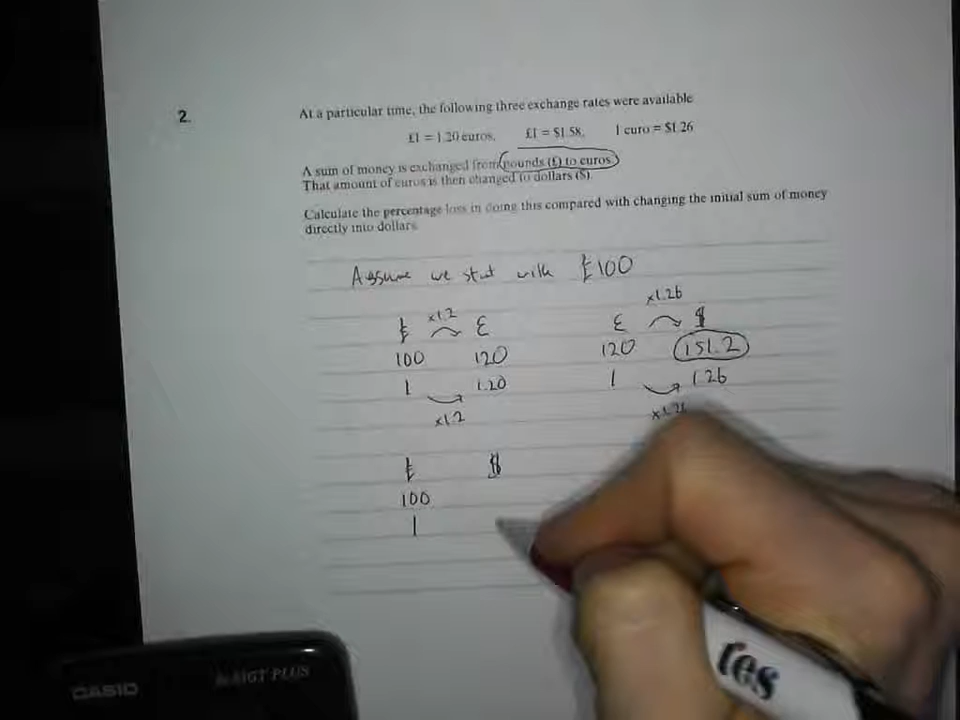 2.
At a particular time, the following three exchange rates were available
£1 = 1.20 euros, £1 = $1.58, 1 euro = $1.26
A sum of money is exchanged from pounds (£) to euros.
That amount of euros is then changed to dollars ($)
Calculate the percentage loss in doing this compared with changing the initial sum of money
directly into dollars
Assume we start with £100
×1.2 ×1.26
£ € € $
100 120 120 151.2
1 1.20 1 1.26
×1.2
£ $
100
1
CASIO
PLUS